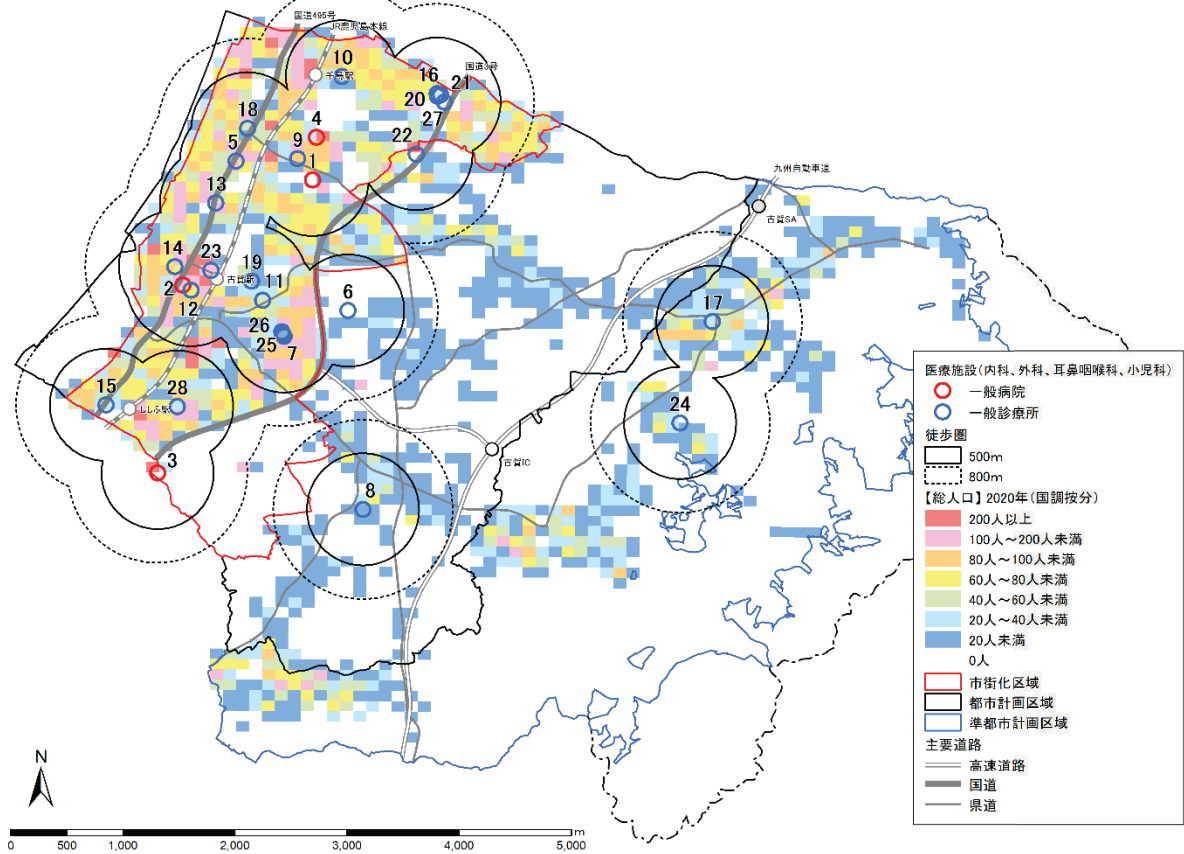 国道495号
JR鹿児島本線
10
千鳥駅
国道3号
16
21
20
27
18
4
22
5
9
1
九州自動車道
古賀SA
13
14
23
19
古賀駅
11
2
12
6
17
26
25
7
15
28
ししぶ駅
24
古賀IC
3
8
医療施設(内科、外科、耳鼻咽喉科、小児科)
一般病院
一般診療所
徒歩圏
500m
800m
【総人口】2020年(国調按分)
200人以上
100人~200人未満
80人~100人未満
60人~80人未満
40人~60人未満
20人~40人未満
20人未満
0人
市街化区域
都市計画区域
準都市計画区域
主要道路
高速道路
国道
県道
N
0 500 1,000 2,000 3,000 4,000 5,000 m